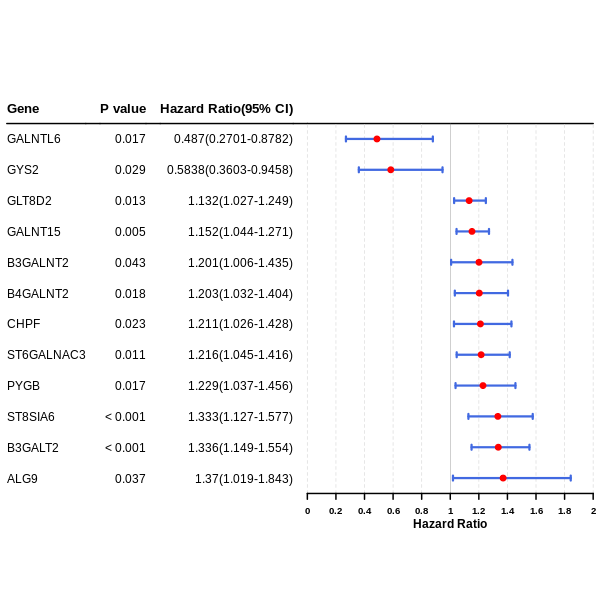 Gene P value Hazard Ratio(95% CI)
GALNTL6 0.017 0.487(0.2701-0.8782)
GYS2 0.029 0.5838(0.3603-0.9458)
GLT8D2 0.013 1.132(1.027-1.249)
GALNT15 0.005 1.152(1.044-1.271)
B3GALNT2 0.043 1.201(1.006-1.435)
B4GALNT2 0.018 1.203(1.032-1.404)
CHPF 0.023 1.211(1.026-1.428)
ST6GALNAC3 0.011 1.216(1.045-1.416)
PYGB 0.017 1.229(1.037-1.456)
ST8SIA6 < 0.001 1.333(1.127-1.577)
B3GALT2 < 0.001 1.336(1.149-1.554)
ALG9 0.037 1.37(1.019-1.843)
0 0.2 0.4 0.6 0.8 1 1.2 1.4 1.6 1.8 2
Hazard Ratio